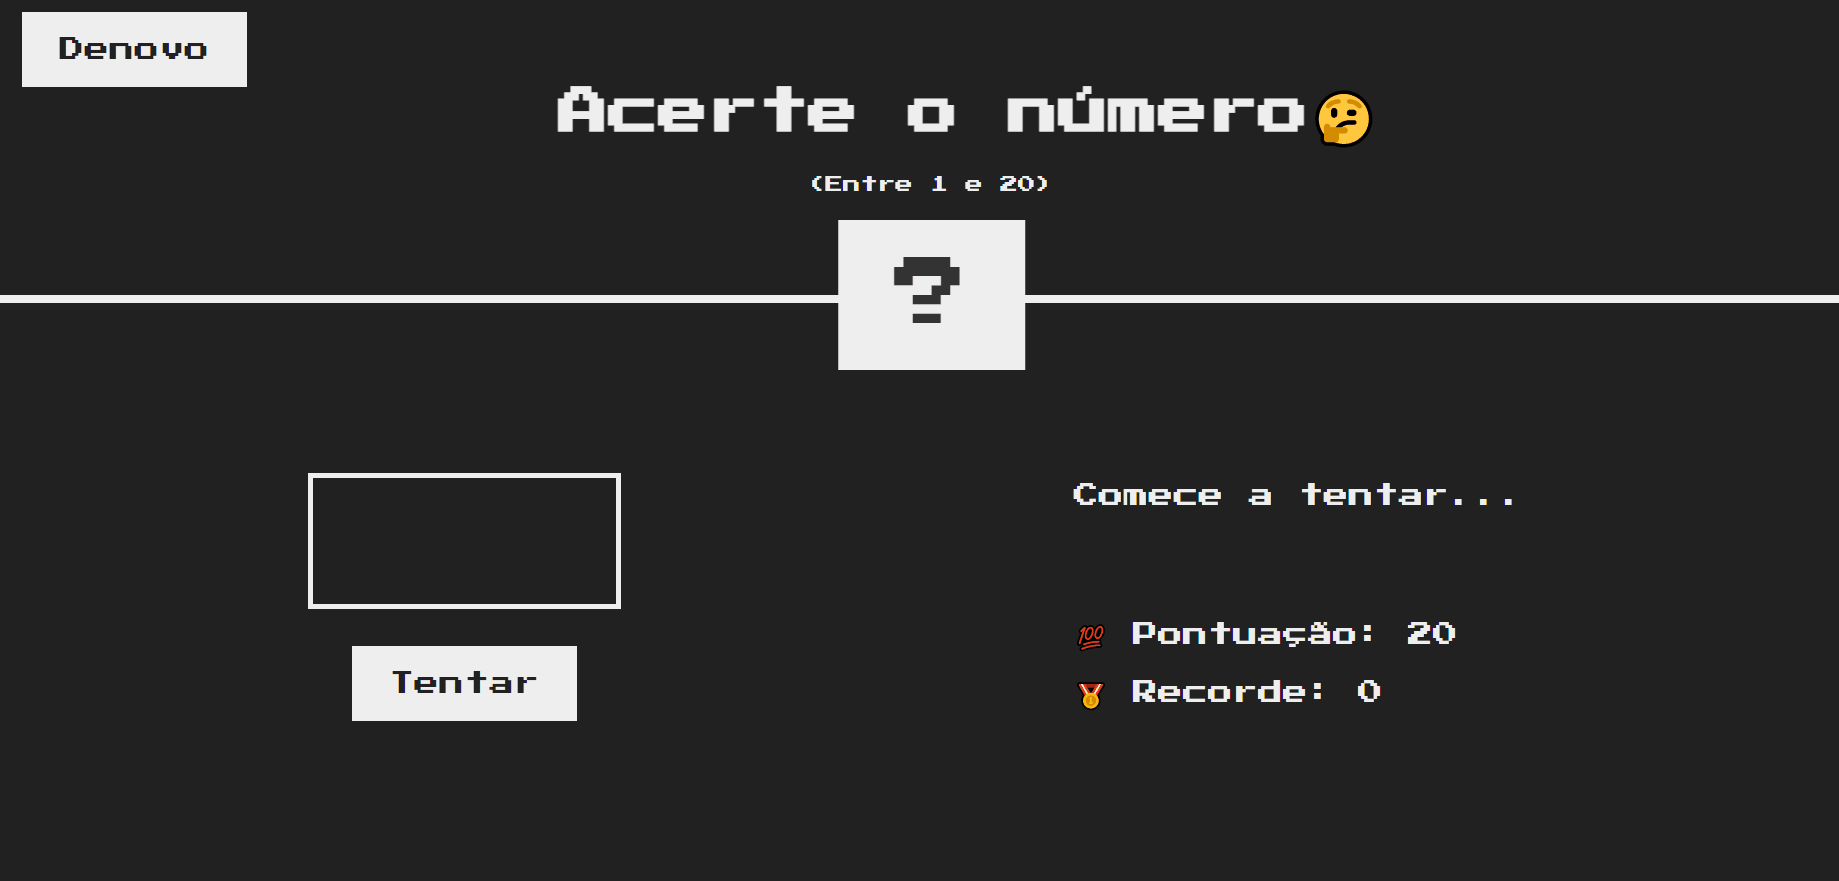 Denovo
Acerte o número🤔
(Entre 1 e 20)
?
Comece a tentar...
Tentar
💯 Pontuação: 20
🥇 Recorde: 0